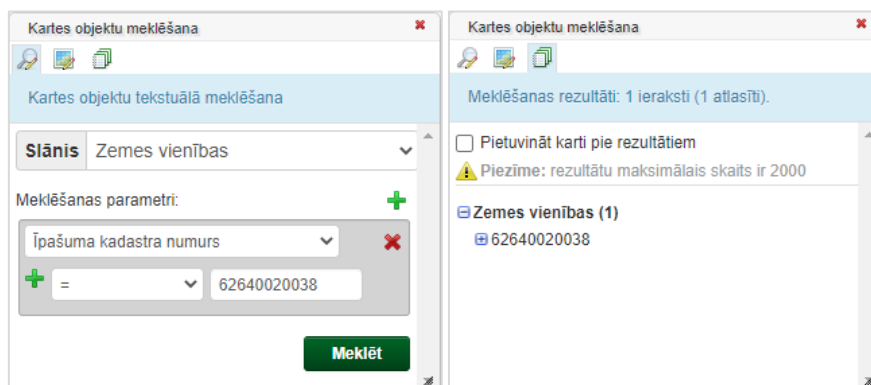 Kartes objektu meklēšana
Kartes objektu tekstuālā meklēšana
Slānis Zemes vienības
Meklēšanas parametri:
Īpašuma kadastra numurs
= 62640020038
Meklēt
Kartes objektu meklēšana
Meklēšanas rezultāti: 1 ieraksti (1 atlasīti).
Pietuvināt karti pie rezultātiem
Piezīme: rezultātu maksimālais skaits ir 2000
Zemes vienības (1)
62640020038